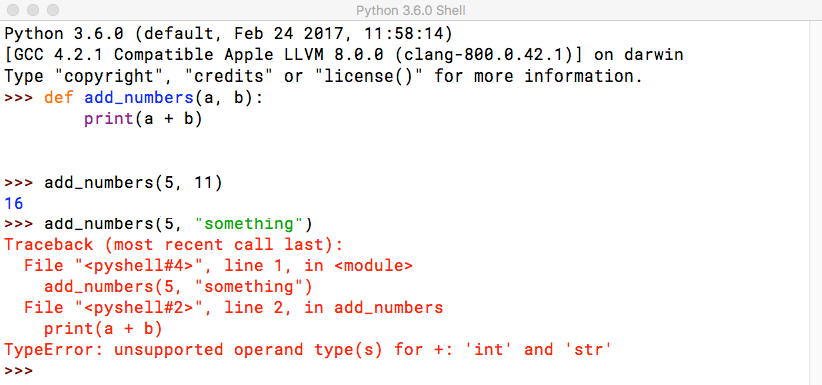 Python 3.6.0 Shell
Python 3.6.0 (default, Feb 24 2017, 11:58:14)
[GCC 4.2.1 Compatible Apple LLVM 8.0.0 (clang-800.0.42.1)] on darwin
Type "copyright", "credits" or "license()" for more information.
>>> def add_numbers(a, b):
        print(a + b)
>>> add_numbers(5, 11)
16
>>> add_numbers(5, "something")
Traceback (most recent call last):
  File "<pyshell#4>", line 1, in <module>
    add_numbers(5, "something")
  File "<pyshell#2>", line 2, in add_numbers
    print(a + b)
TypeError: unsupported operand type(s) for +: 'int' and 'str'
>>>